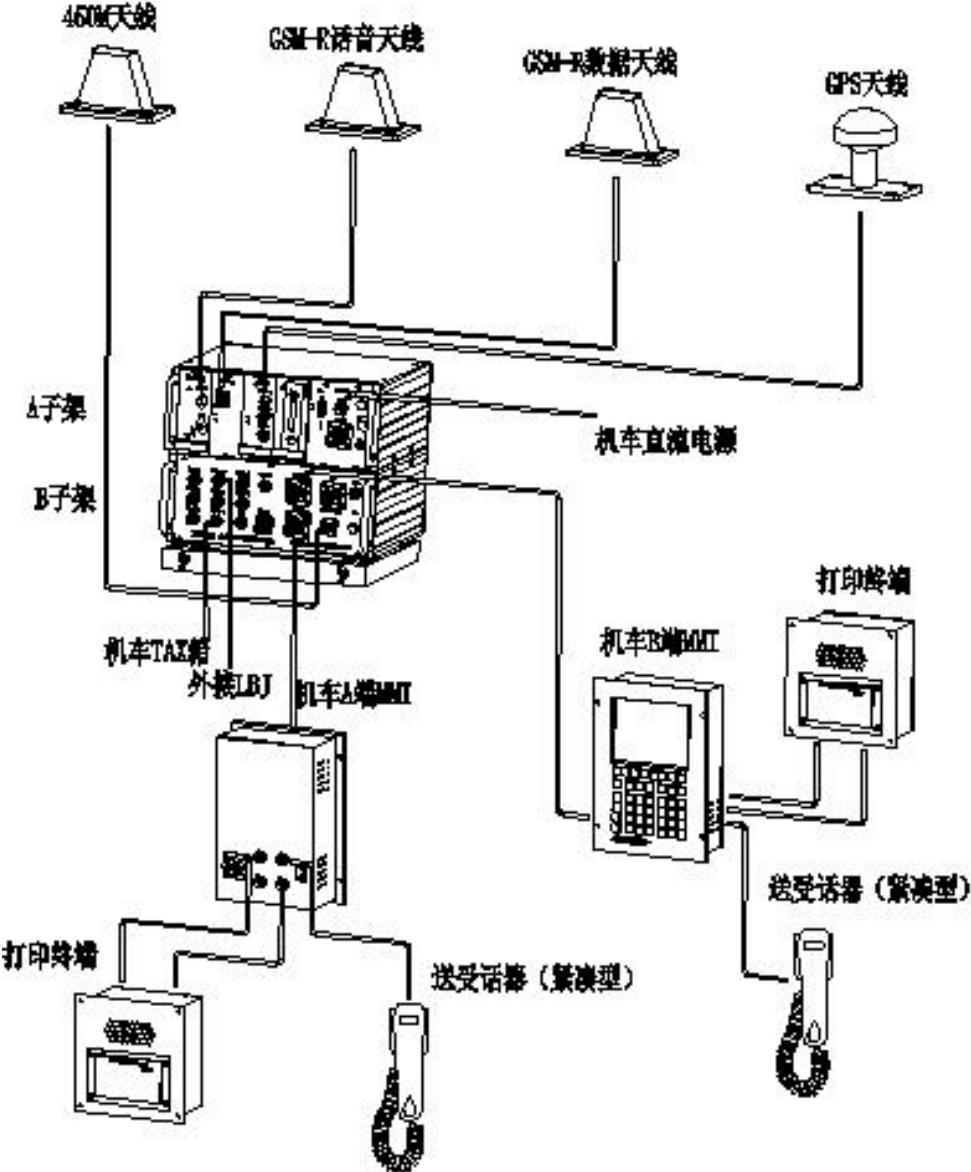 450M天线
GSM-R话音天线
GSM-R数据天线
GPS天线
A子架
机车直流电源
B子架
打印终端
机车TAX箱
机车B端MMI
外接LBJ
机车A端MMI
送受话器（紧凑型）
打印终端
送受话器（紧凑型）